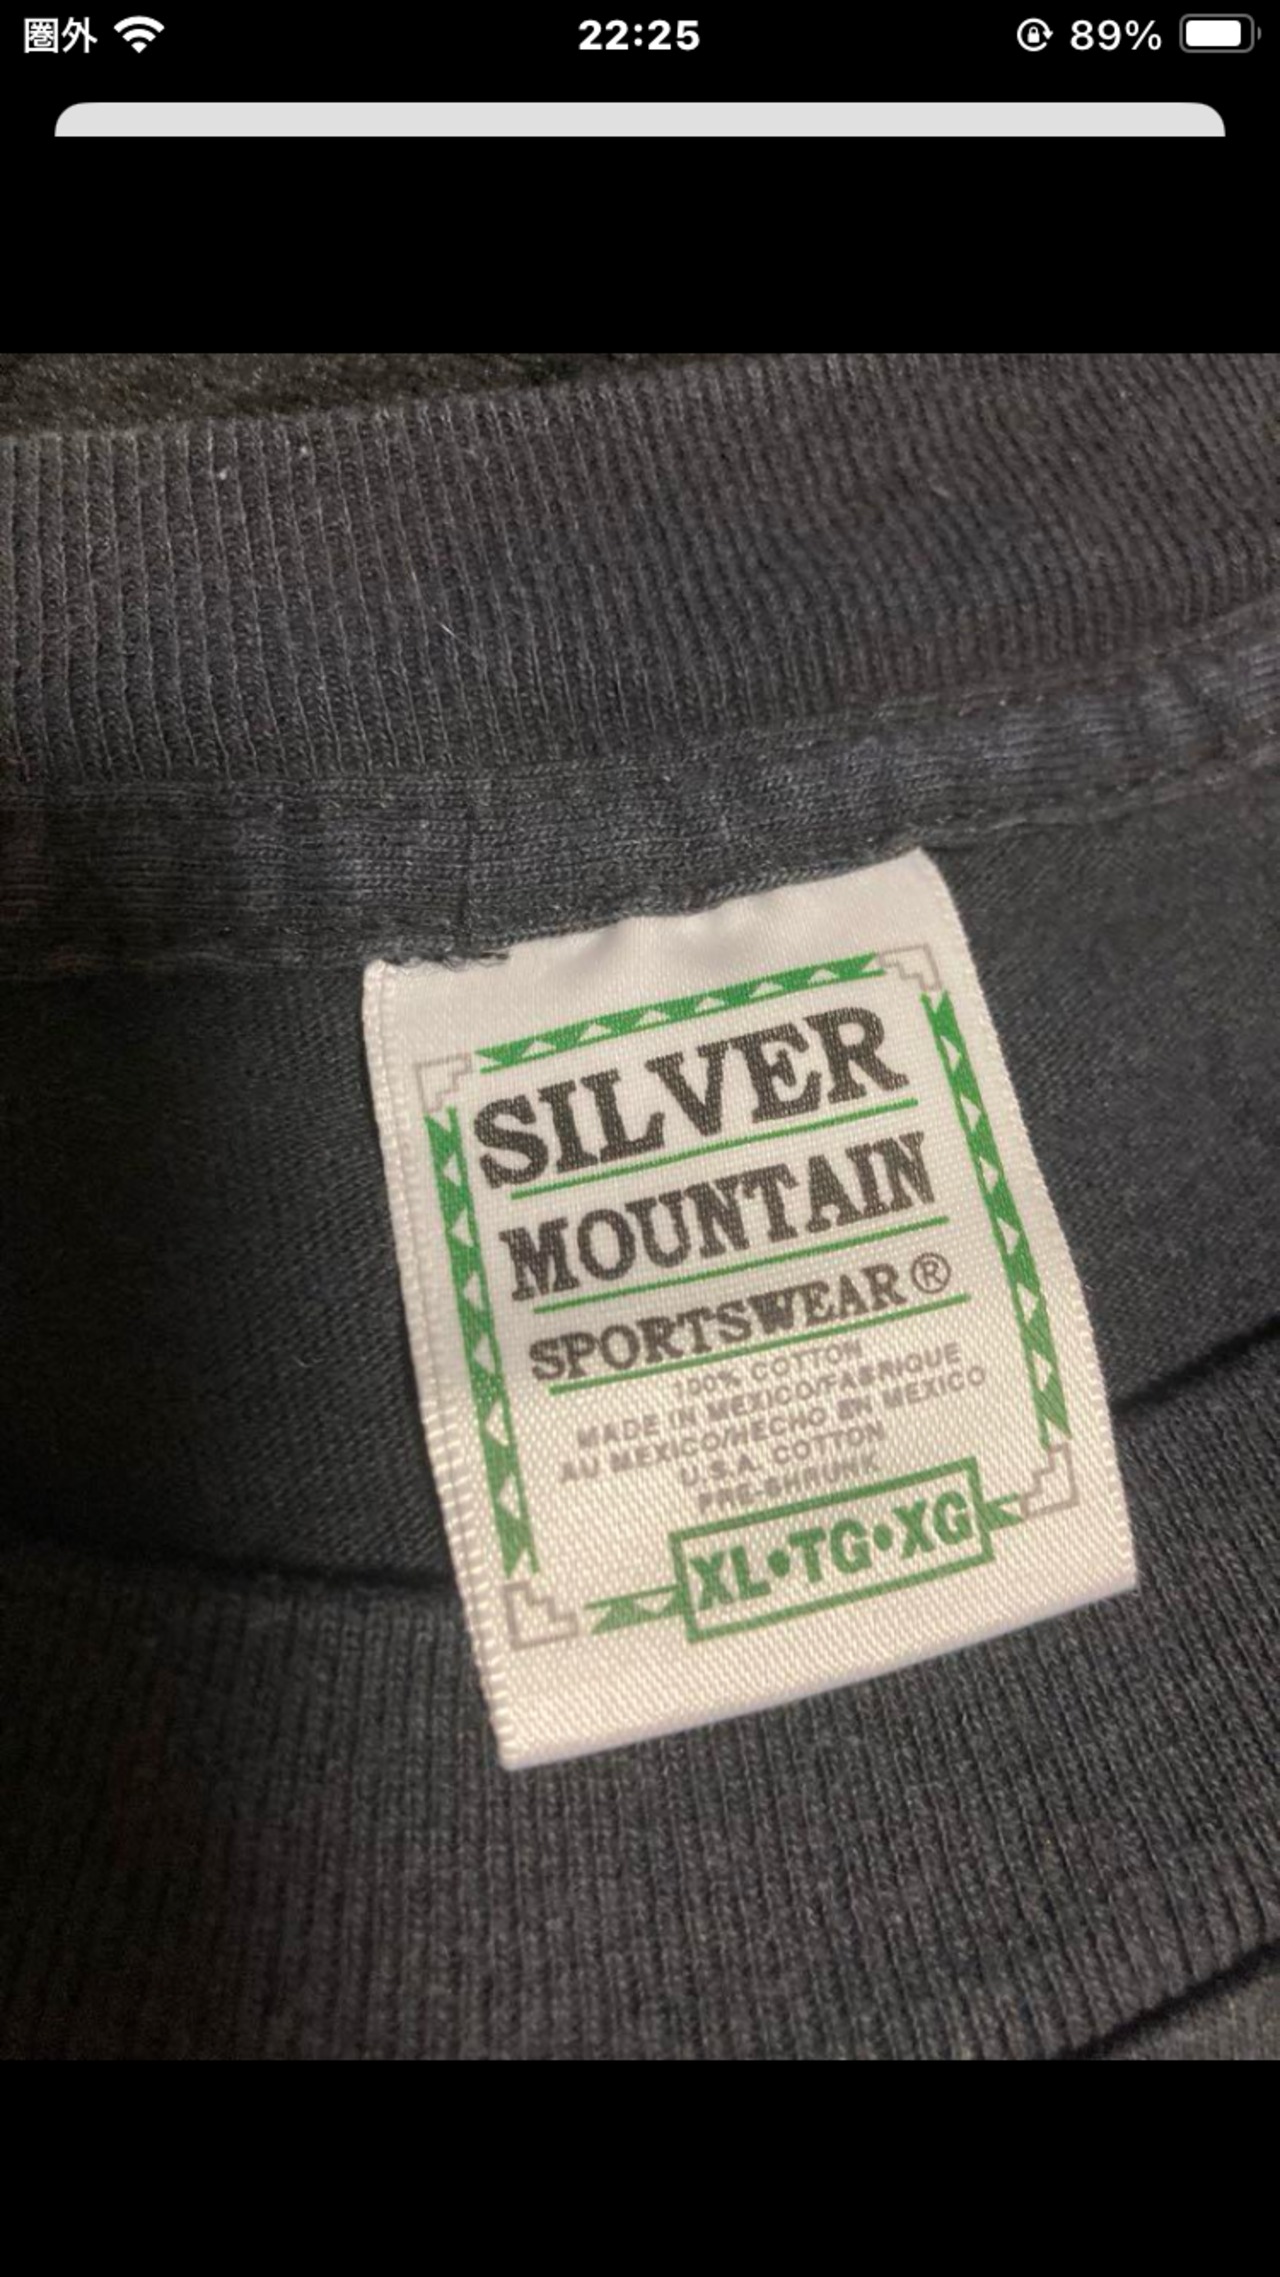 圏外 22:25 89%
SILVER
MOUNTAIN
SPORTSWEAR®
100% COTTON
MADE IN MEXICO/FABRIQUE
AU MEXICO/HECHO EN MEXICO
U.S.A. COTTON
PRE-SHRUNK
XL•TG•XG